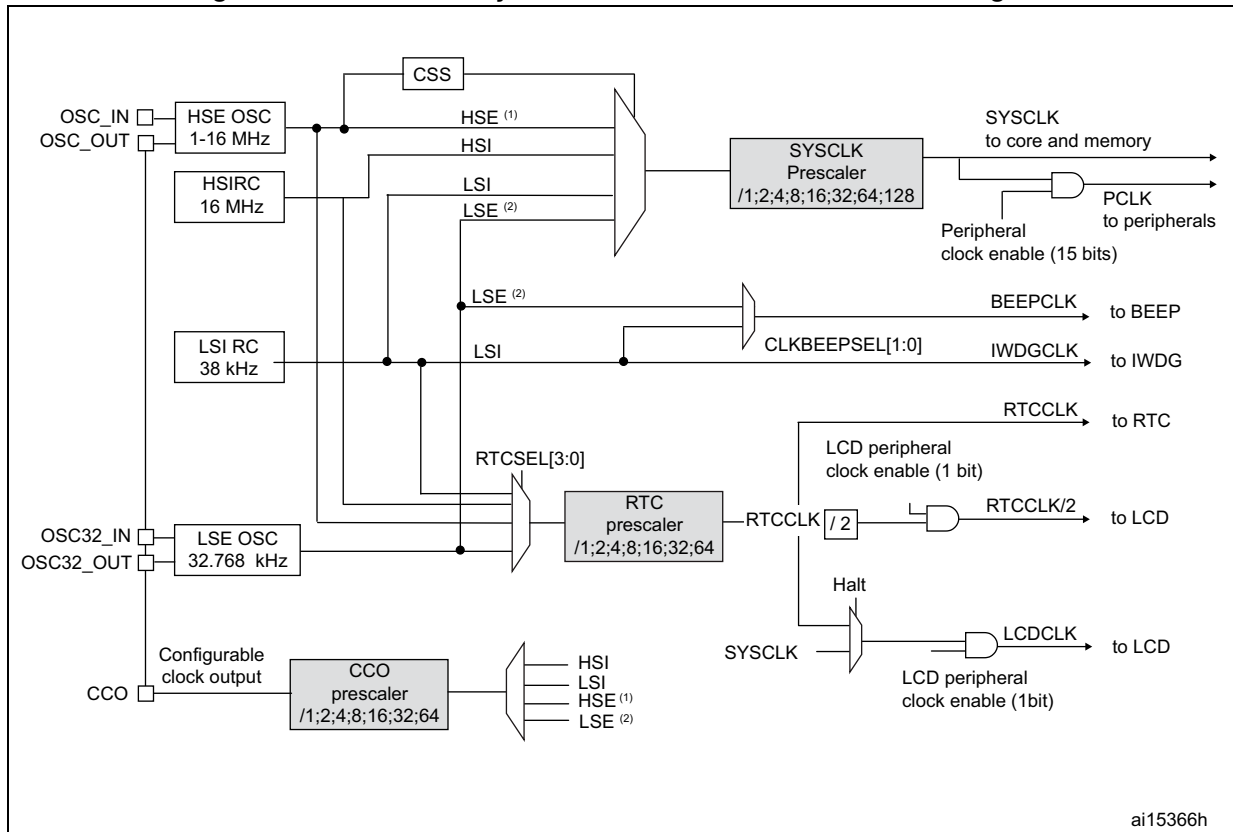 CSS
OSC_IN
OSC_OUT
HSE OSC
1-16 MHz
HSE (1)
HSI
LSI
LSE (2)
HSIRC
16 MHz
SYSCLK
Prescaler
/1;2;4;8;16;32;64;128
SYSCLK
to core and memory
PCLK
to peripherals
Peripheral
clock enable (15 bits)
LSE (2)
BEEPCLK
to BEEP
CLKBEEPSEL[1:0]
LSI RC
38 kHz
LSI
IWDGCLK
to IWDG
RTCCLK
to RTC
RTCSEL[3:0]
LCD peripheral
clock enable (1 bit)
OSC32_IN
OSC32_OUT
LSE OSC
32.768 kHz
RTC
prescaler
/1;2;4;8;16;32;64
RTCCLK
/ 2
RTCCLK/2
to LCD
Halt
SYSCLK
LCDCLK
to LCD
LCD peripheral
clock enable (1bit)
Configurable
clock output
CCO
CCO
prescaler
/1;2;4;8;16;32;64
HSI
LSI
HSE (1)
LSE (2)
ai15366h